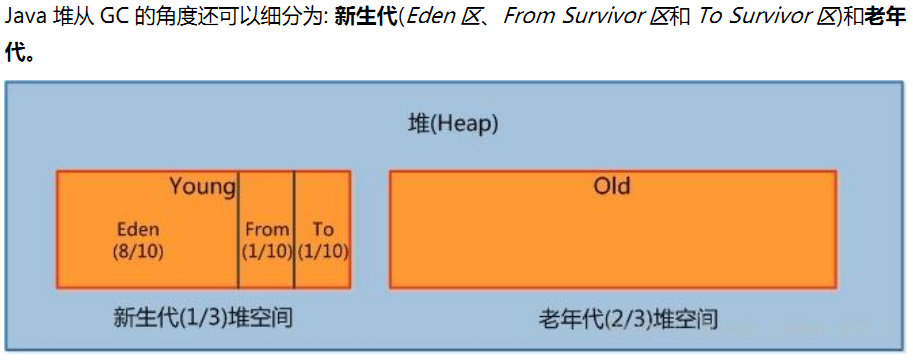 Java 堆从 GC 的角度还可以细分为: 新生代(Eden 区、From Survivor 区和 To Survivor 区)和老年
代。
堆(Heap)
Young
Old
Eden
From
To
(8/10)
(1/10)
(1/10)
新生代(1/3)堆空间
老年代(2/3)堆空间